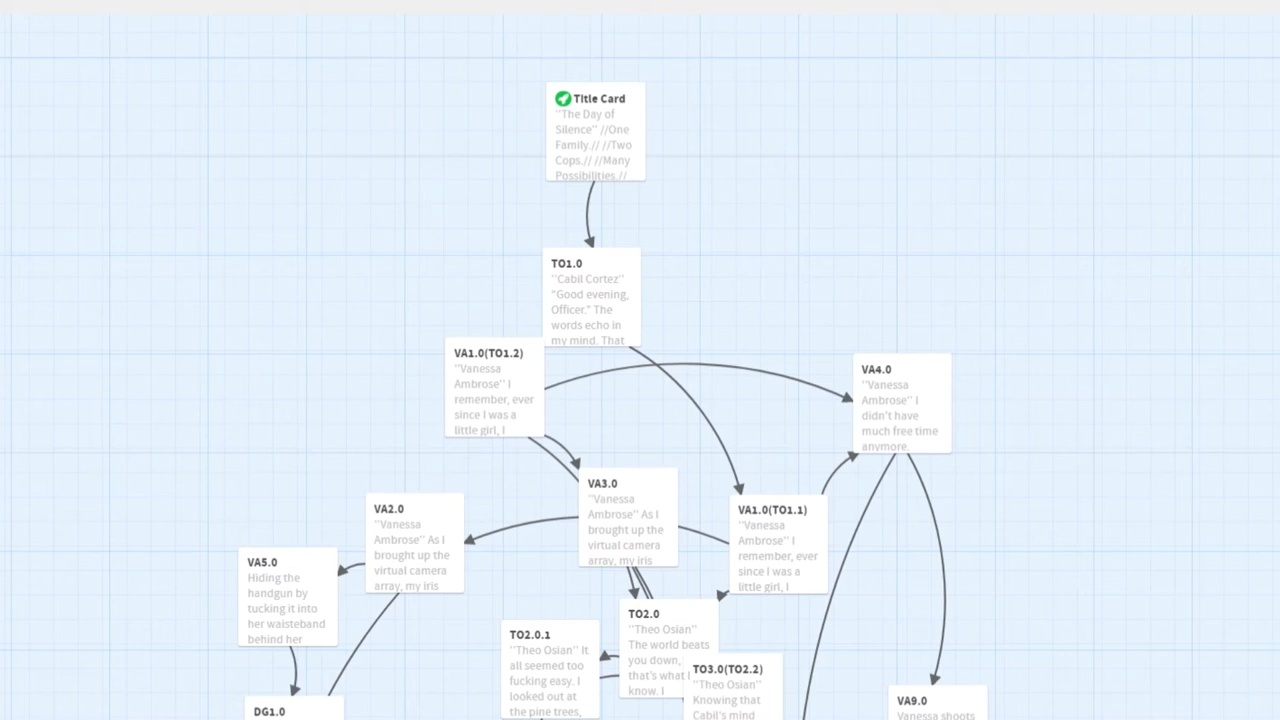 Title Card
''The Day of
Silence'' //One
Family.// //Two
Cops.// //Many
Possibilities.//
TO1.0
''Cabil Cortez''
"Good evening,
Officer." The
words echo in
my mind. That
VA1.0(TO1.2)
''Vanessa
Ambrose'' I
remember, ever
since I was a
little girl, I
VA4.0
''Vanessa
Ambrose'' I
didn't have
much free time
anymore.
VA3.0
''Vanessa
Ambrose'' As I
brought up the
virtual camera
array, my iris
VA2.0
''Vanessa
Ambrose'' As I
brought up the
virtual camera
array, my iris
VA1.0(TO1.1)
''Vanessa
Ambrose'' I
remember, ever
since I was a
little girl, I
VA5.0
Hiding the
handgun by
tucking it into
her waisteband
behind her
TO2.0
''Theo Osian''
The world beats
you down,
that's what I
know. I
TO2.0.1
''Theo Osian'' It
all seemed too
fucking easy. I
looked out at
the pine trees,
TO3.0(TO2.2)
''Theo Osian''
Knowing that
Cabil's mind
DG1.0
VA9.0
Vanessa shoots